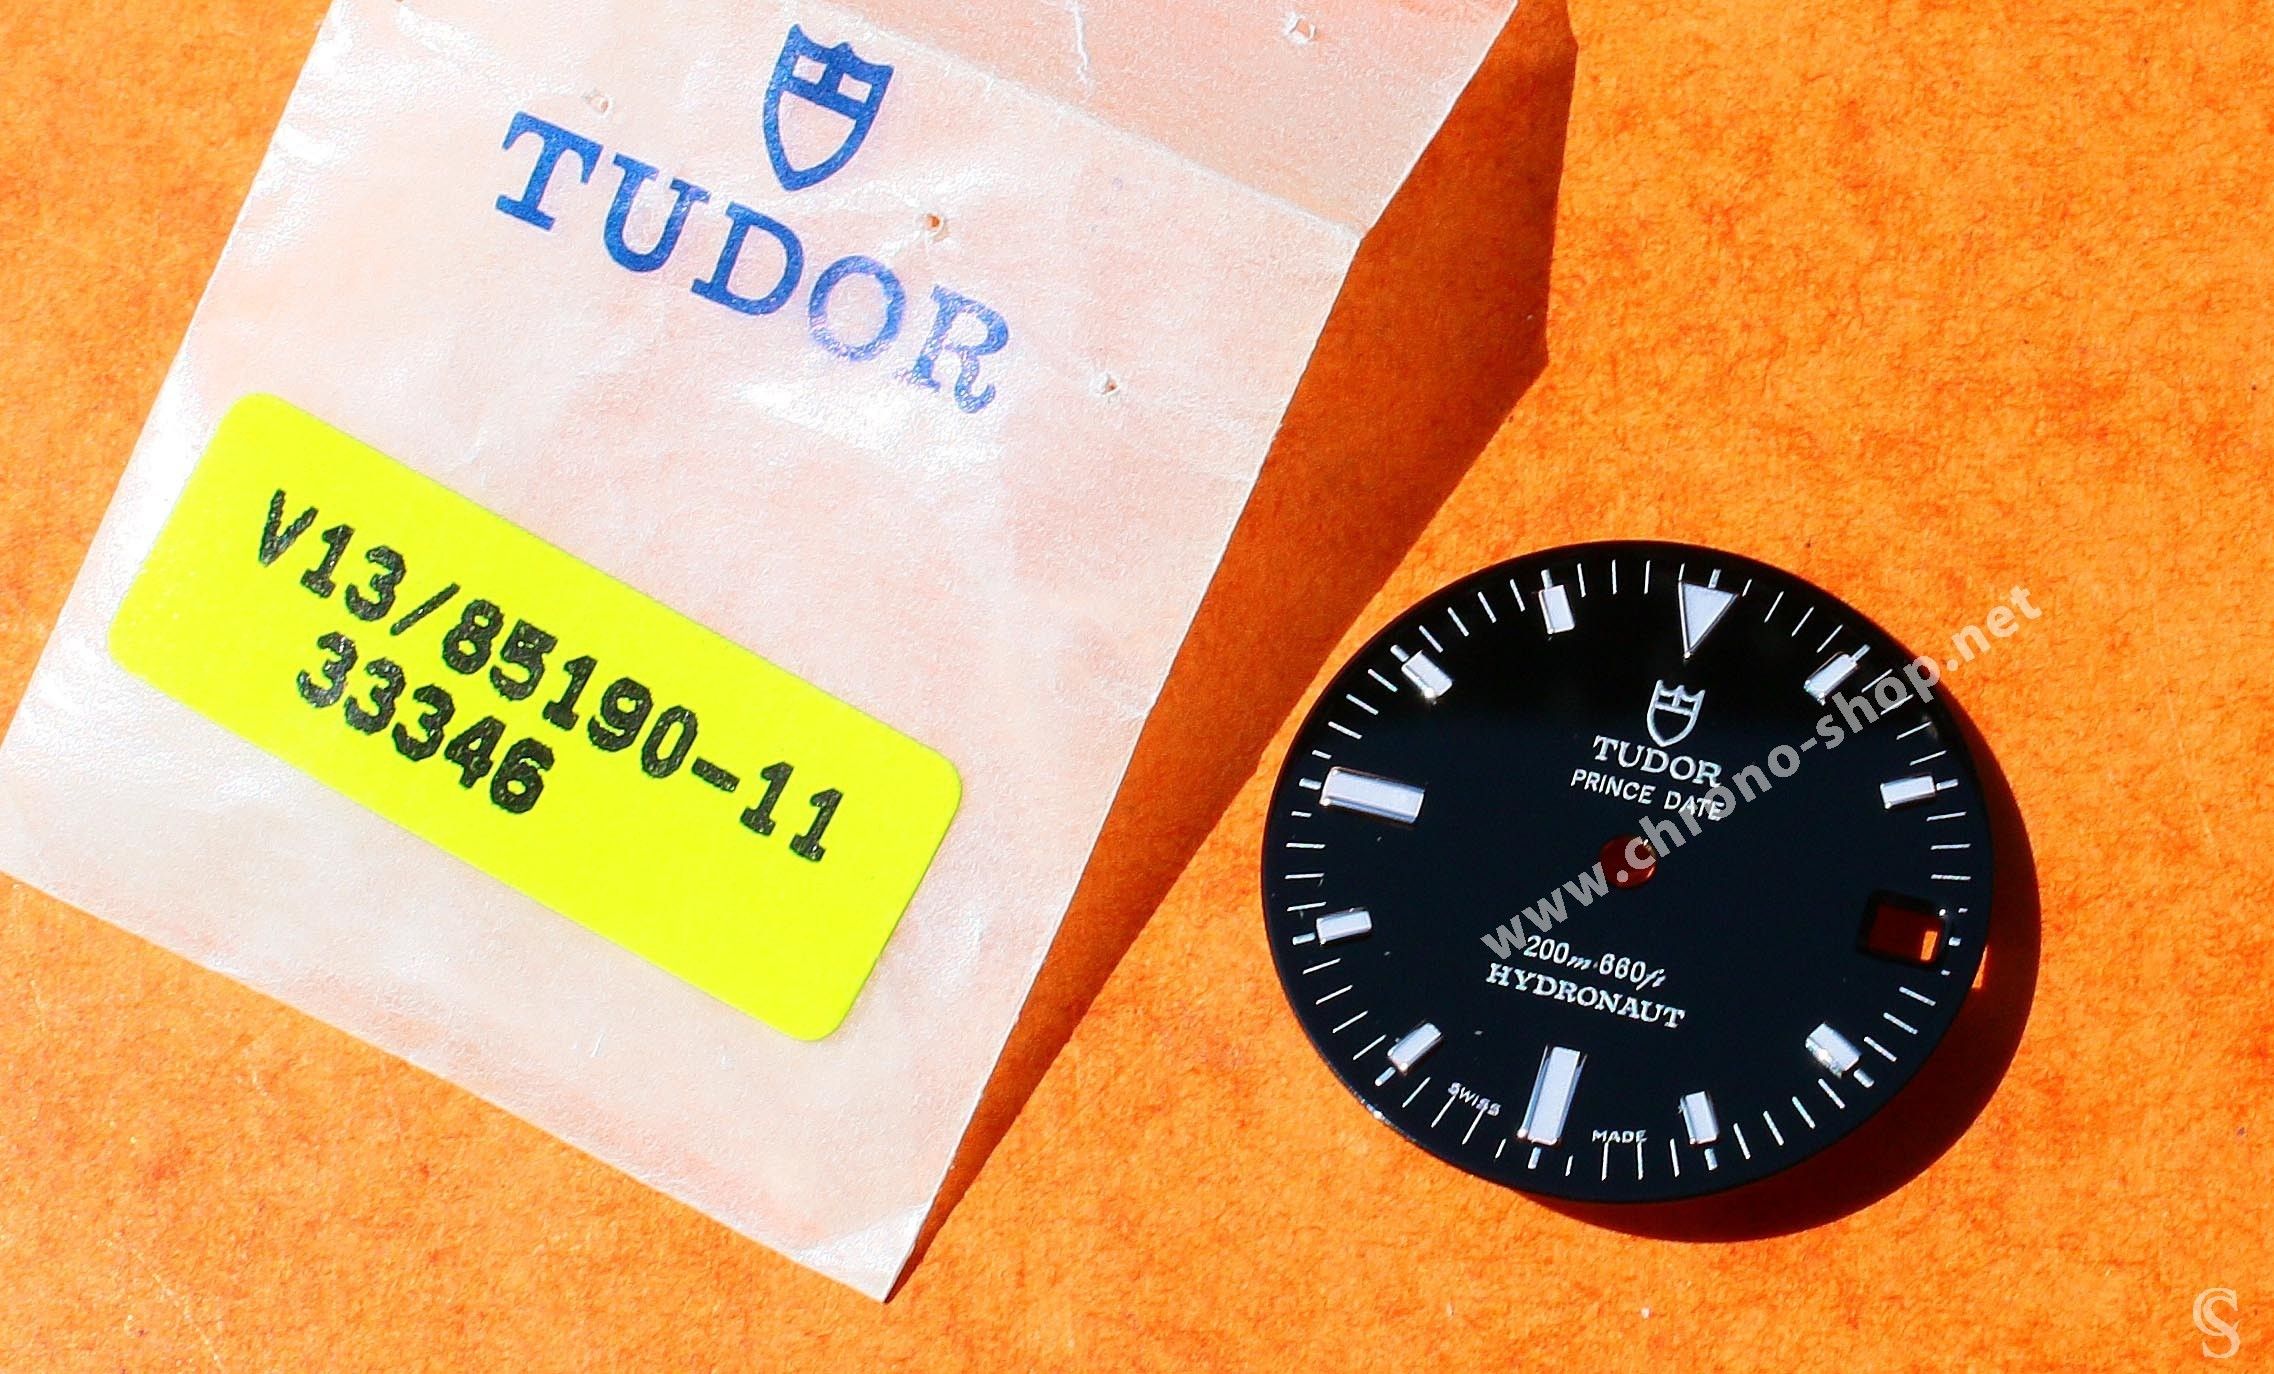 TUDOR
V13/85190-11
33346
TUDOR
PRINCE DATE
200m-660ft
HYDRONAUT
SWISS MADE
www.chrono-shop.net